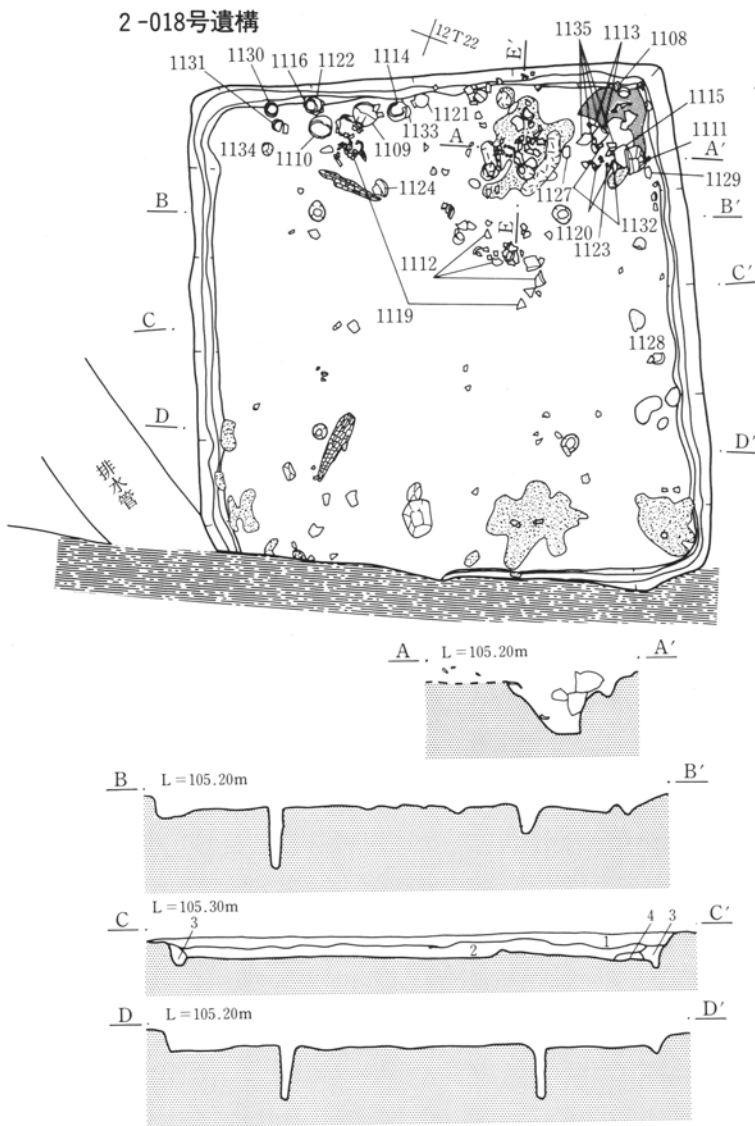 2-018号遺構
12T22
E′
1135 1113 1108
1130 1116 1122 1114
1131
1121
1115
1111
1133
A
A′
1134 1110 1109
1129
1124
1127
1132
B
B′
1120
1123
E
1112
C′
1119
C
1128
D
D′
排水管
A L=105.20m A′
B L=105.20m B′
C L=105.30m C′
3 4 3
1
2
D L=105.20m D′